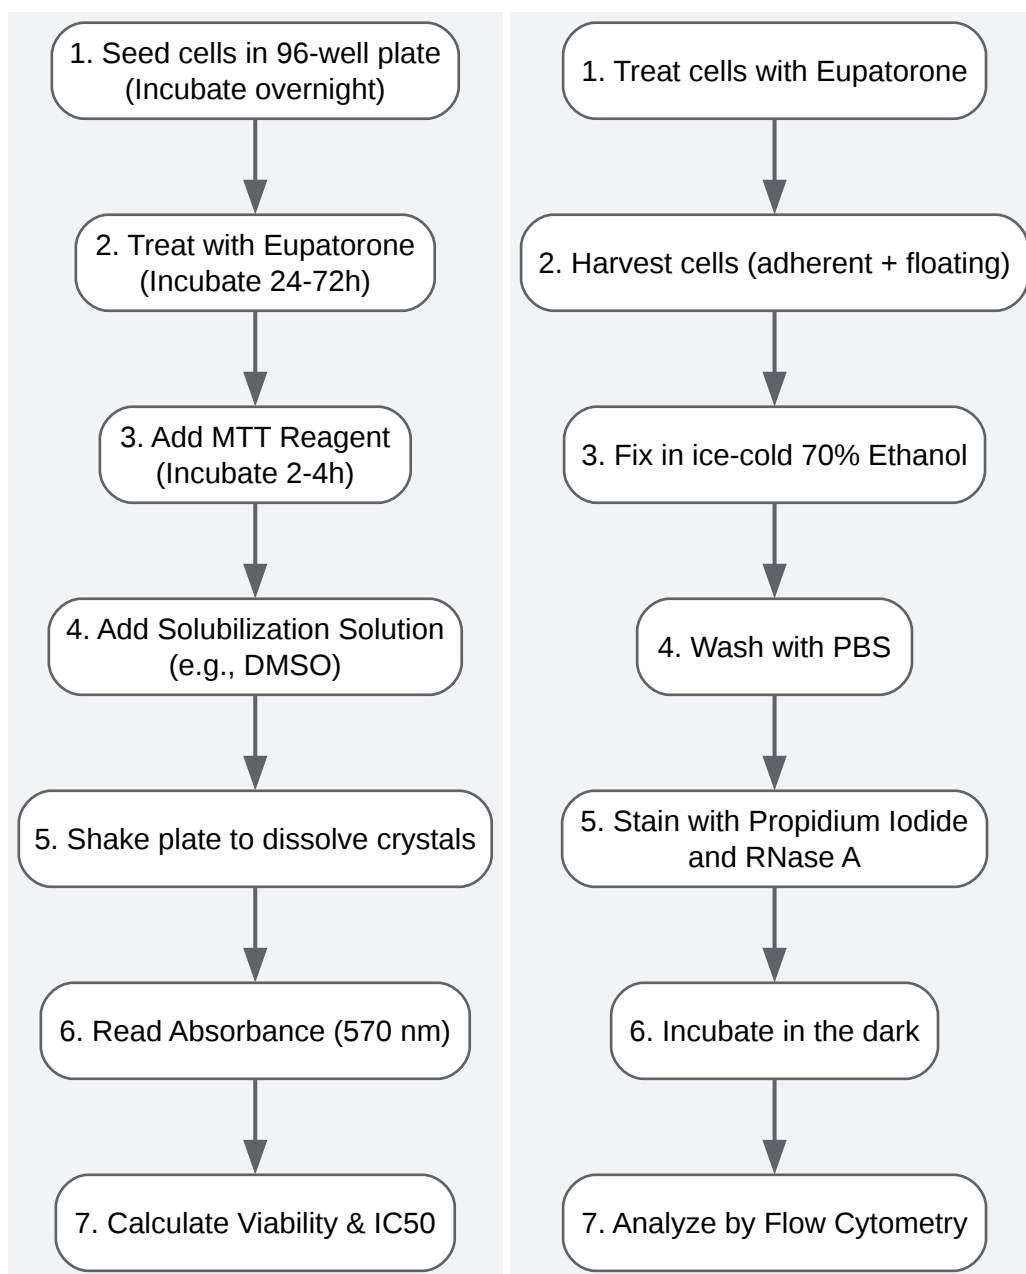 1. Seed cells in 96-well plate
(Incubate overnight)
2. Treat with Eupatorone
(Incubate 24-72h)
3. Add MTT Reagent
(Incubate 2-4h)
4. Add Solubilization Solution
(e.g., DMSO)
5. Shake plate to dissolve crystals
6. Read Absorbance (570 nm)
7. Calculate Viability & IC50
1. Treat cells with Eupatorone
2. Harvest cells (adherent + floating)
3. Fix in ice-cold 70% Ethanol
4. Wash with PBS
5. Stain with Propidium Iodide
and RNase A
6. Incubate in the dark
7. Analyze by Flow Cytometry